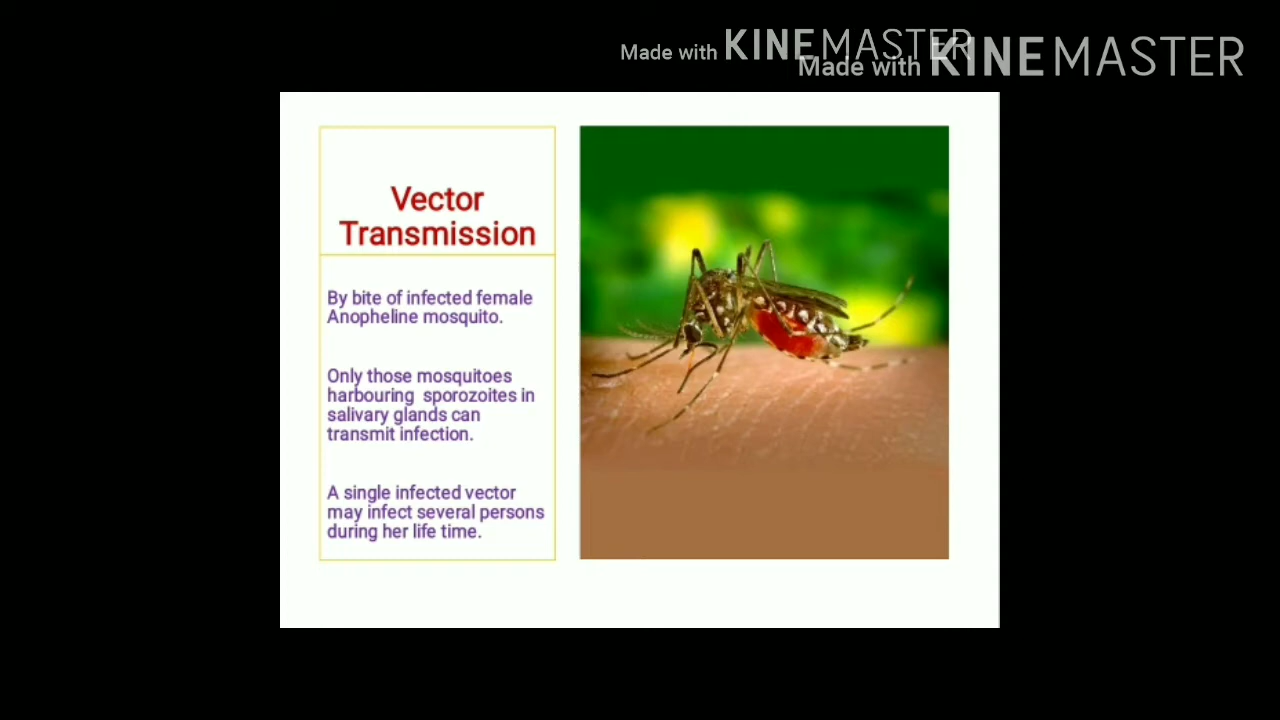 Made with KINEMASTER
Made with KINEMASTER
Vector
Transmission
By bite of infected female
Anopheline mosquito.
Only those mosquitoes
harbouring  sporozoites in
salivary glands can
transmit infection.
A single infected vector
may infect several persons
during her life time.